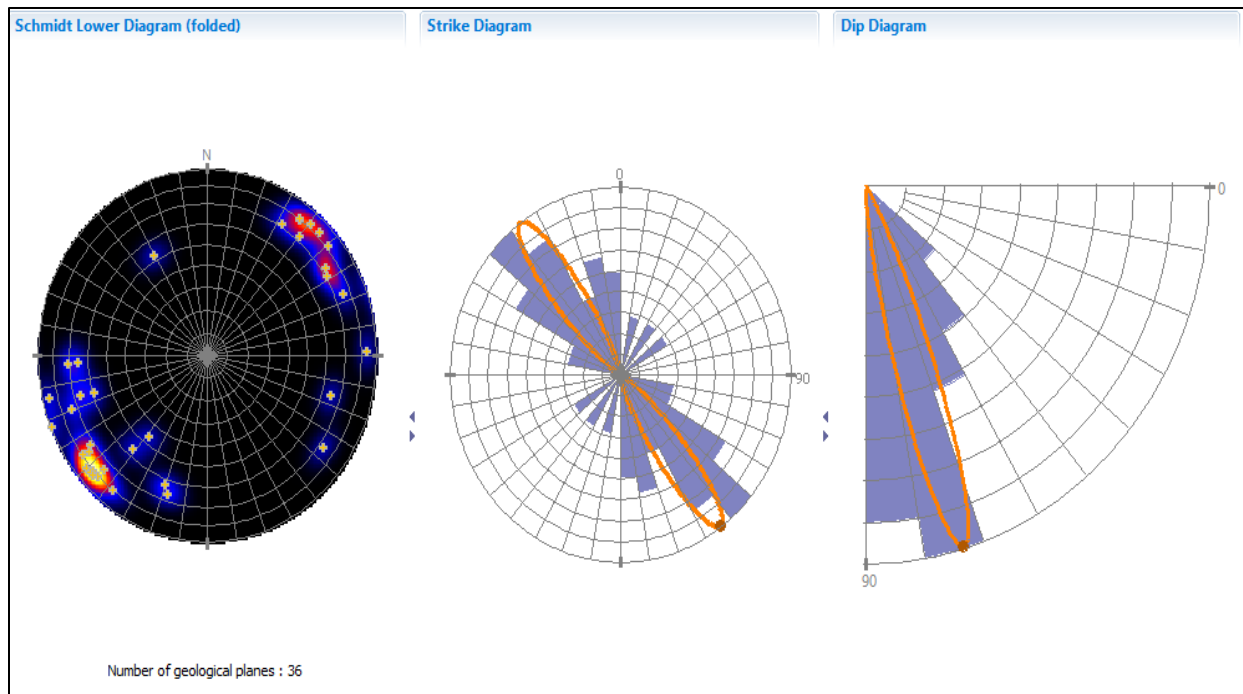 Schmidt Lower Diagram (folded)
Strike Diagram
Dip Diagram
N
0
90
0
90
Number of geological planes : 36